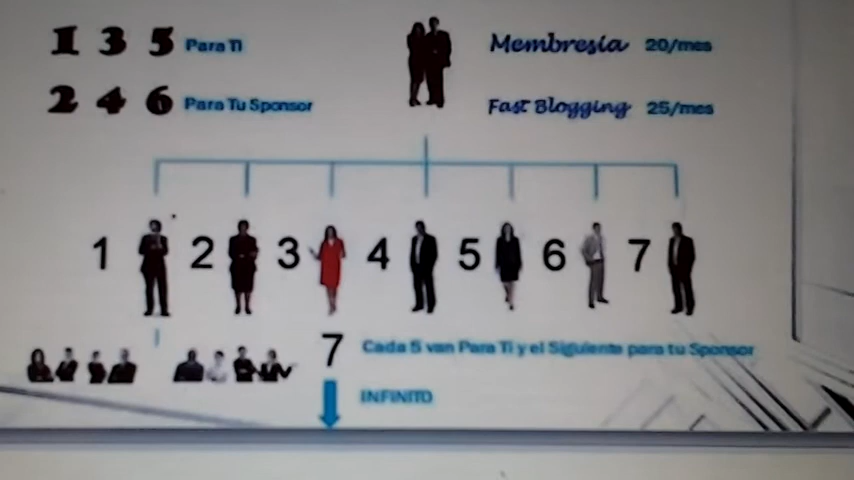 1 3 5 Para Ti
Membresia 20/mes
2 4 6 Para Tu Sponsor
Fast Blogging 25/mes
1 2 3 4 5 6 7
7 Cada 5 van Para Ti y el Siguiente para tu Sponsor
INFINITO